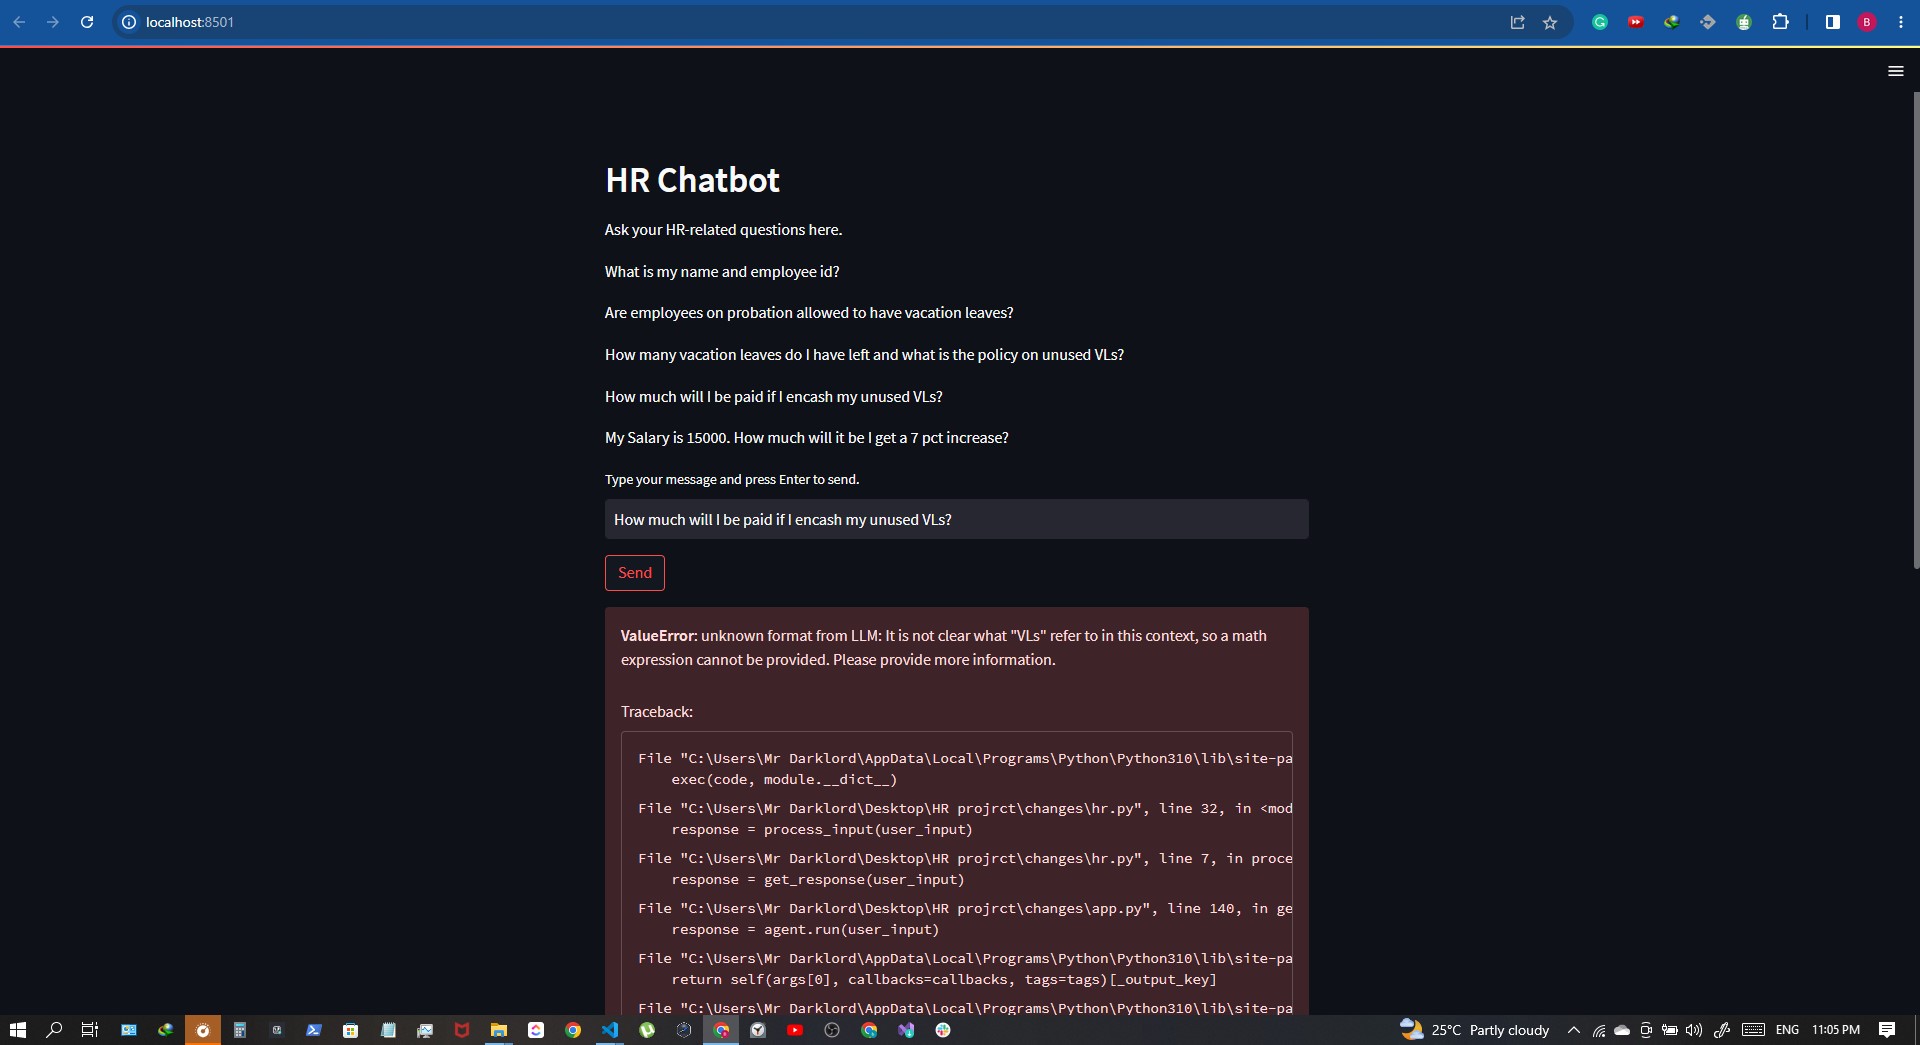 localhost:8501
B
HR Chatbot
Ask your HR-related questions here.
What is my name and employee id?
Are employees on probation allowed to have vacation leaves?
How many vacation leaves do I have left and what is the policy on unused VLs?
How much will I be paid if I encash my unused VLs?
My Salary is 15000. How much will it be I get a 7 pct increase?
Type your message and press Enter to send.
How much will I be paid if I encash my unused VLs?
Send
ValueError: unknown format from LLM: It is not clear what "VLs" refer to in this context, so a math
expression cannot be provided. Please provide more information.
Traceback:
File "C:\Users\Mr Darklord\AppData\Local\Programs\Python\Python310\lib\site-pa
exec(code, module.__dict__)
File "C:\Users\Mr Darklord\Desktop\HR projrct\changes\hr.py", line 32, in <mod
response = process_input(user_input)
File "C:\Users\Mr Darklord\Desktop\HR projrct\changes\hr.py", line 7, in proce
response = get_response(user_input)
File "C:\Users\Mr Darklord\Desktop\HR projrct\changes\app.py", line 140, in ge
response = agent.run(user_input)
File "C:\Users\Mr Darklord\AppData\Local\Programs\Python\Python310\lib\site-pa
return self(args[0], callbacks=callbacks, tags=tags)[_output_key]
File "C:\Users\Mr Darklord\AppData\Local\Programs\Python\Python310\lib\site-pa
25°C Partly cloudy ENG 11:05 PM